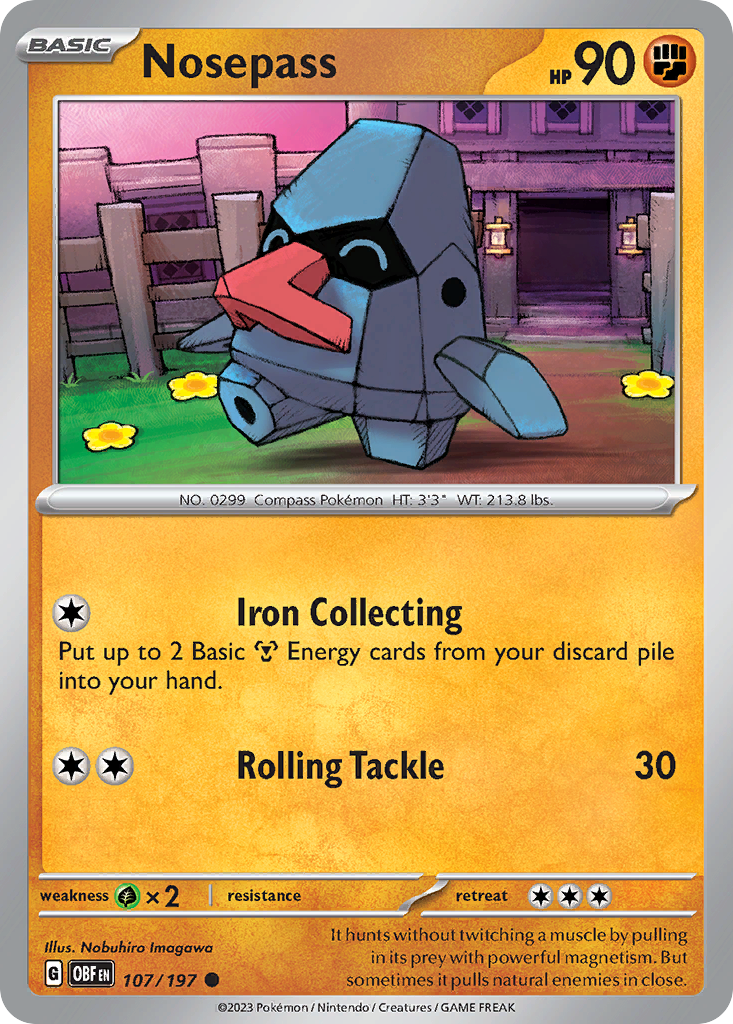 BASIC
Nosepass
HP 90
NO. 0299 Compass Pokémon HT: 3'3" WT: 213.8 lbs.
Iron Collecting
Put up to 2 Basic Energy cards from your discard pile
into your hand.
Rolling Tackle 30
weakness ×2 resistance retreat
Illus. Nobuhiro Imagawa
It hunts without twitching a muscle by pulling
in its prey with powerful magnetism. But
sometimes it pulls natural enemies in close.
G OBF EN 107/197
©2023 Pokémon / Nintendo / Creatures / GAME FREAK